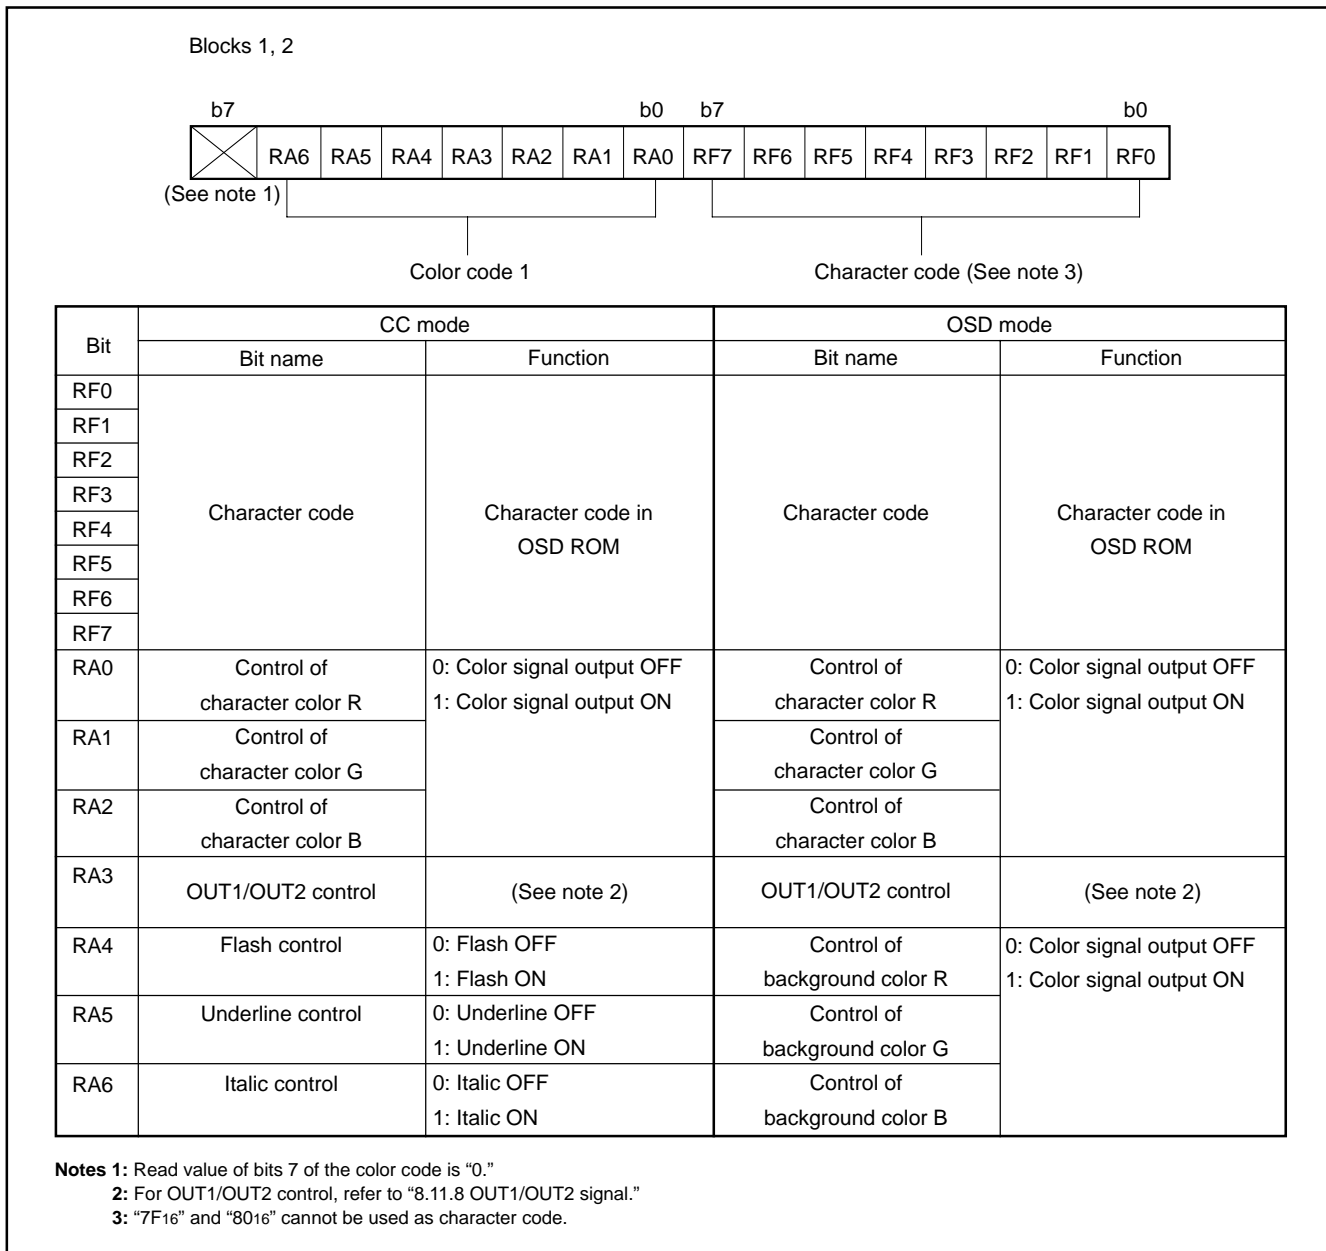 Blocks 1, 2
b7 b0 b7 b0
RA6 RA5 RA4 RA3 RA2 RA1 RA0 RF7 RF6 RF5 RF4 RF3 RF2 RF1 RF0
(See note 1)
Color code 1 Character code (See note 3)
Bit CC mode OSD mode
Bit name Function Bit name Function
RF0
RF1
RF2
RF3
RF4
RF5
RF6
RF7
Character code
Character code in
OSD ROM
Character code
Character code in
OSD ROM
RA0 Control of 0: Color signal output OFF Control of 0: Color signal output OFF
character color R 1: Color signal output ON character color R 1: Color signal output ON
RA1 Control of Control of
character color G character color G
RA2 Control of Control of
character color B character color B
RA3 OUT1/OUT2 control (See note 2) OUT1/OUT2 control (See note 2)
RA4 Flash control 0: Flash OFF Control of 0: Color signal output OFF
1: Flash ON background color R 1: Color signal output ON
RA5 Underline control 0: Underline OFF Control of
1: Underline ON background color G
RA6 Italic control 0: Italic OFF Control of
1: Italic ON background color B
Notes 1: Read value of bits 7 of the color code is “0.”
2: For OUT1/OUT2 control, refer to “8.11.8 OUT1/OUT2 signal.”
3: “7F16” and “8016” cannot be used as character code.